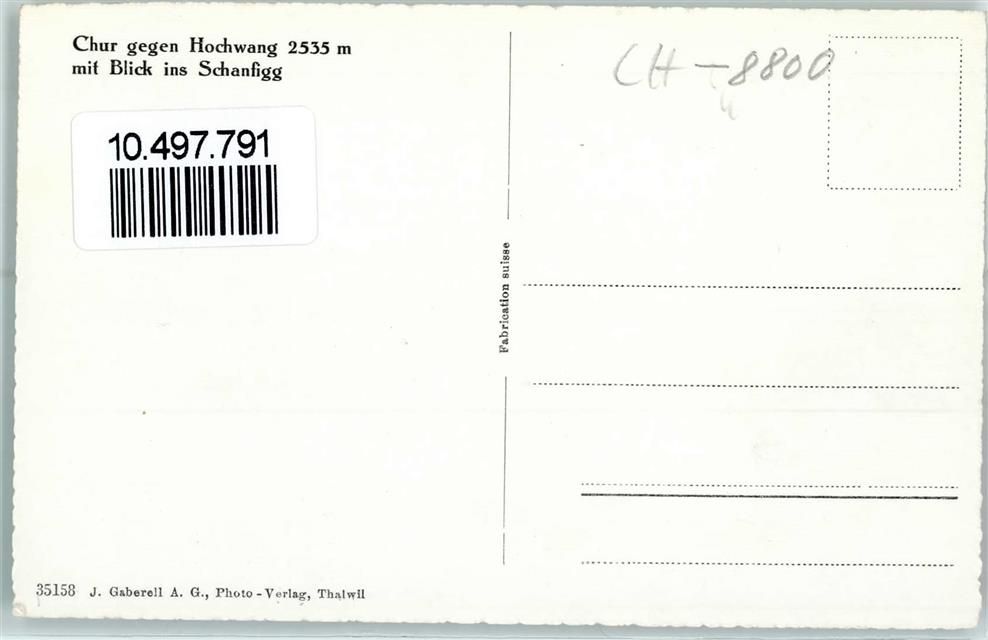 Chur gegen Hochwang 2535 m
mit Blick ins Schanfigg
CH-8800
10.497.791
Fabrication suisse
35158 J. Gaberell A. G., Photo-Verlag, Thalwil